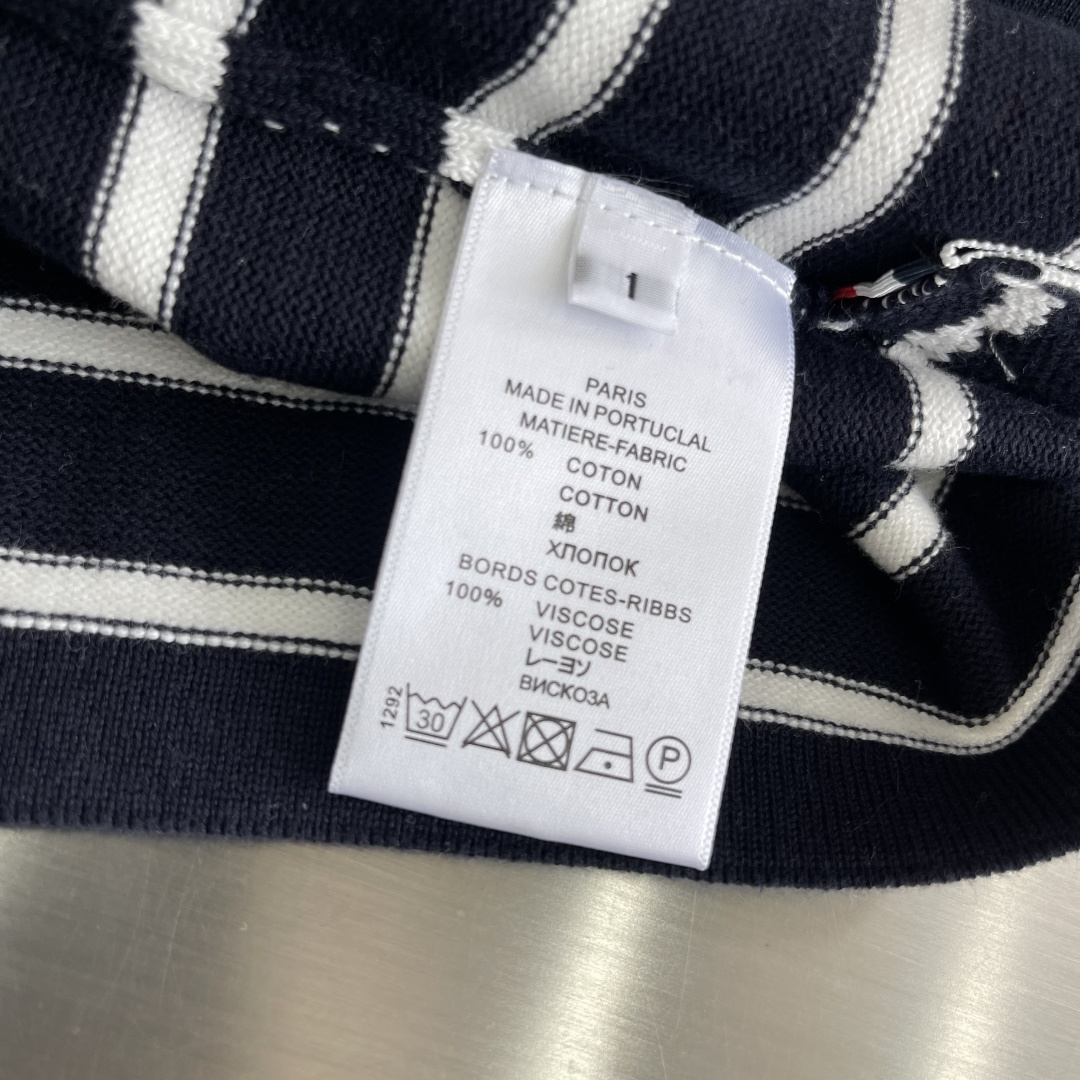 1
PARIS
MADE IN PORTUCLAL
MATIERE-FABRIC
100% COTON
COTTON
綿
ХЛОПОК
BORDS COTES-RIBBS
100% VISCOSE
VISCOSE
レーヨソ
ВИСКОЗА
1292
30
P